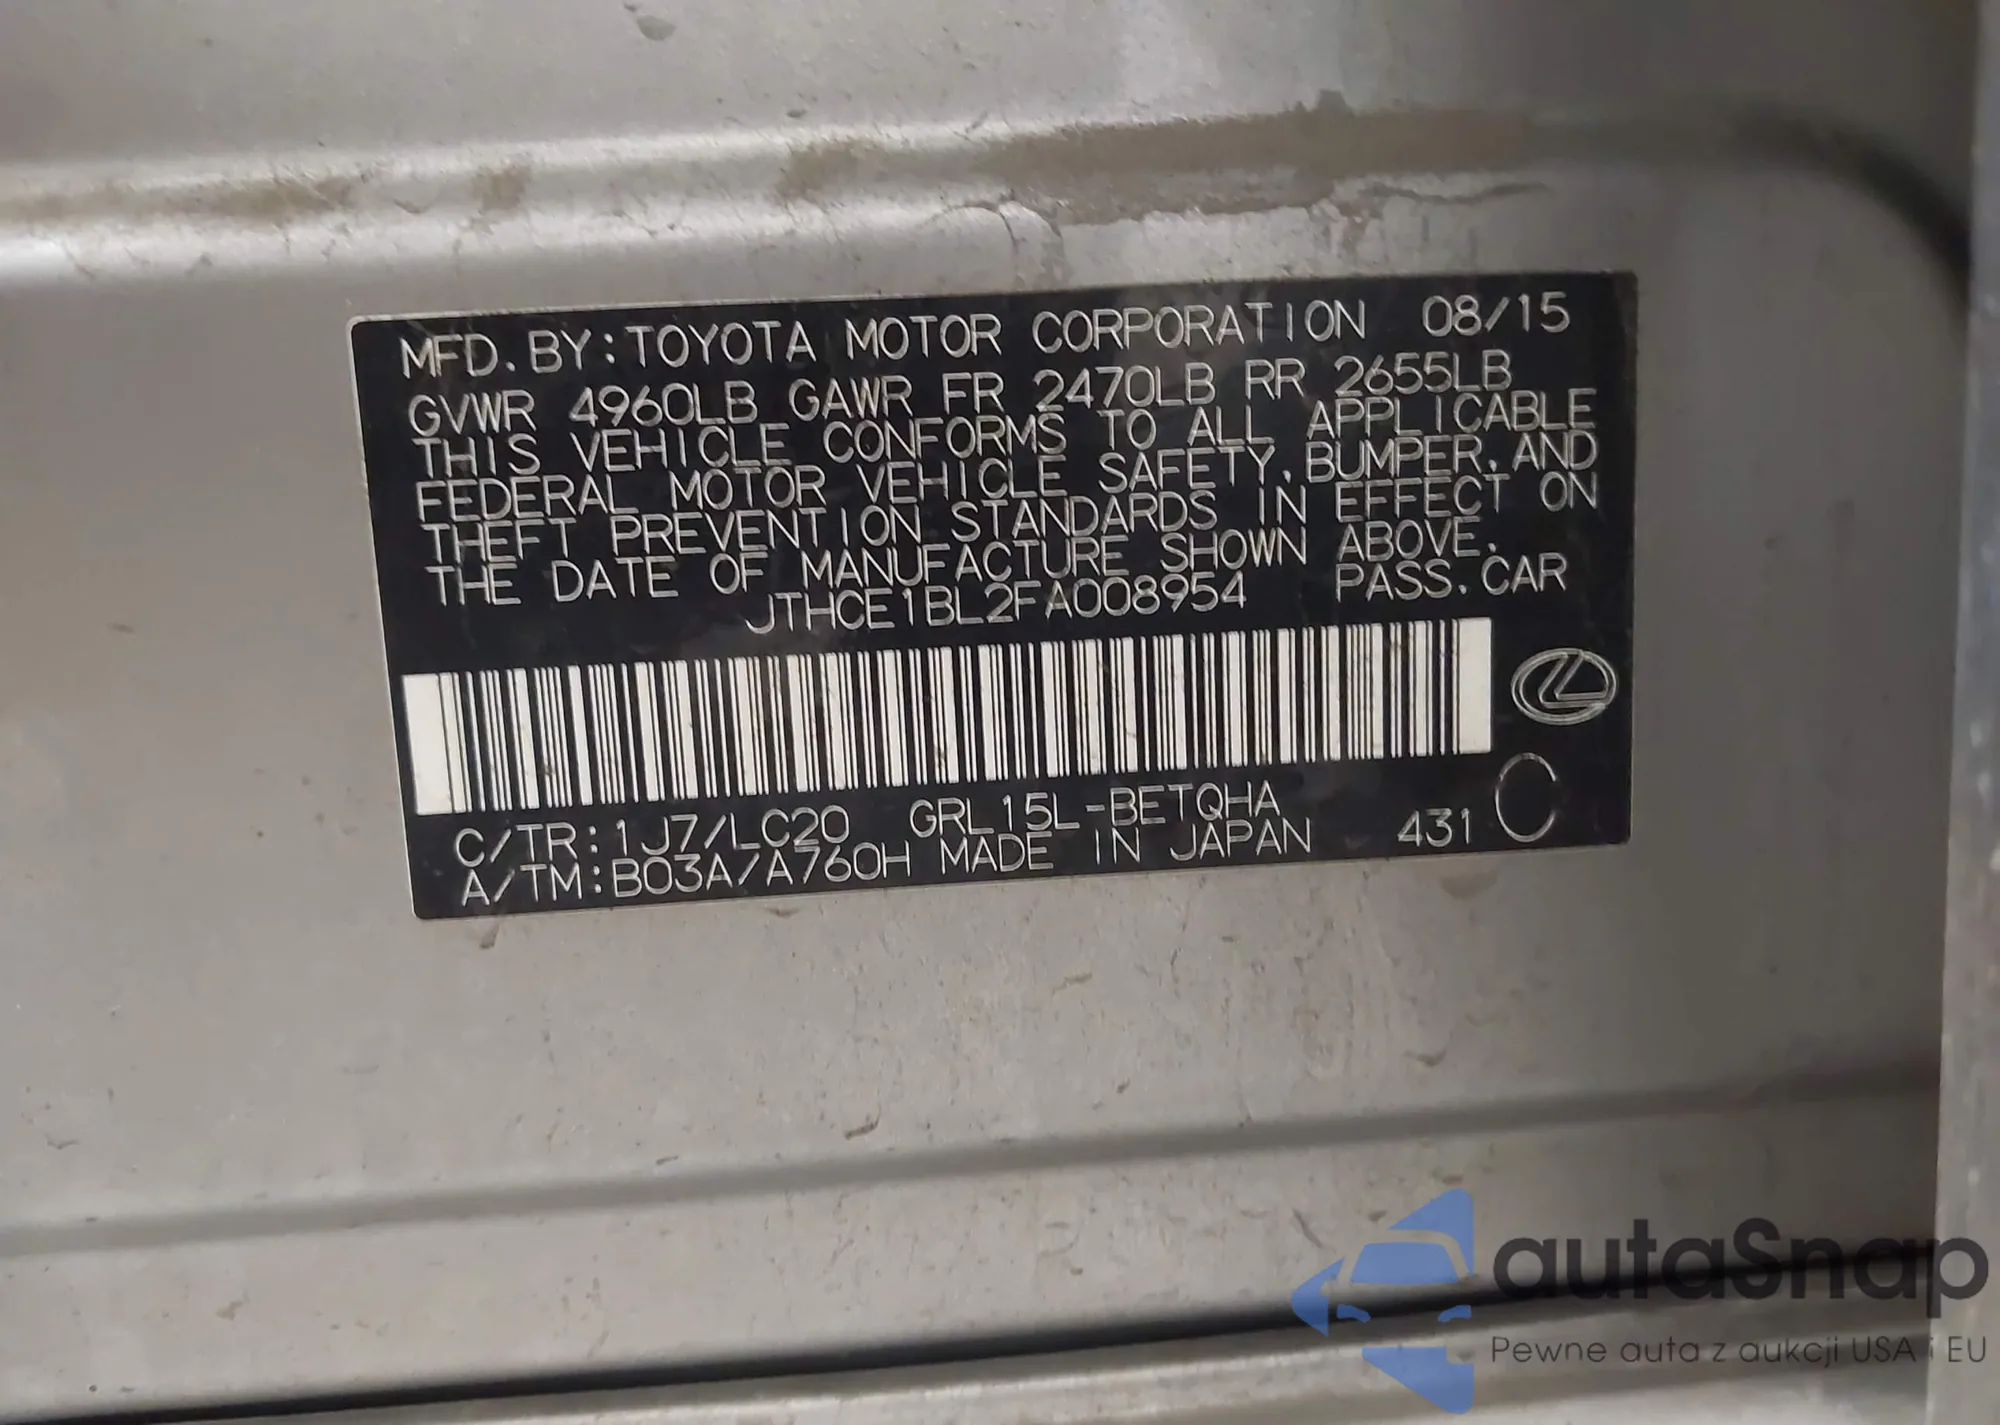 MFD. BY:TOYOTA MOTOR CORPORATION 08/15
GVWR 4960LB GAWR FR 2470LB RR 2655LB
THIS VEHICLE CONFORMS TO ALL APPLICABLE
FEDERAL MOTOR VEHICLE SAFETY, BUMPER, AND
THEFT PREVENTION STANDARDS IN EFFECT ON
THE DATE OF MANUFACTURE SHOWN ABOVE.
JTHCE1BL2FA008954 PASS. CAR
C/TR:1J7/LC20 GRL15L-BETQHA
A/TM:B03A/A760H MADE IN JAPAN 431 C
autaSnap
Pewne auta z aukcji USA i EU